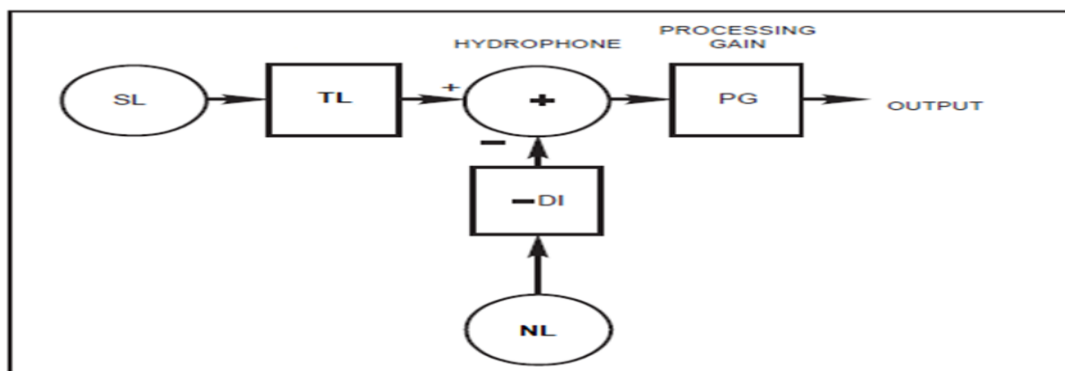 HYDROPHONE
PROCESSING
GAIN
SL
TL
+
+
PG
OUTPUT
−
−DI
NL